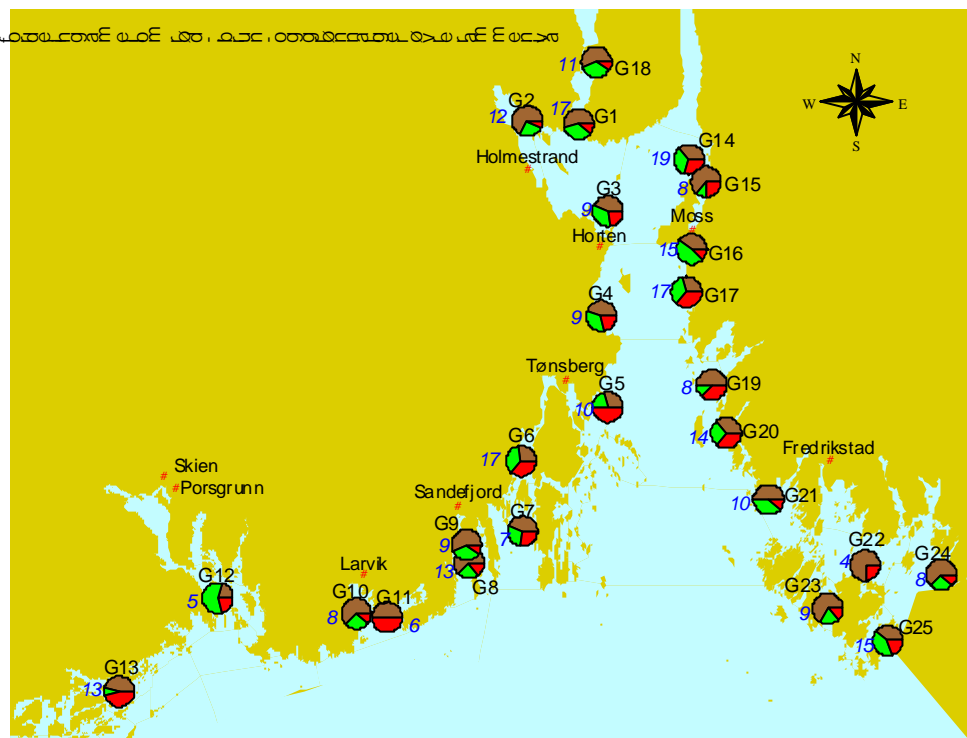 11 G18
N
W E
S
G2
12
17 G1
G14
19
Holmestrand
8 G15
G3
9
Moss
Horten
15 G16
G4
17 G17
9
Tønsberg
G5
10
8 G19
G6
17
14 G20
Fredrikstad
Skien
Porsgrunn
Sandefjord
10 G21
G7
7
G9
9
13 G8
G22
4
G24
8
Larvik
G12
5
G10 G11
8 6
G23
9
G25
15
G13
13